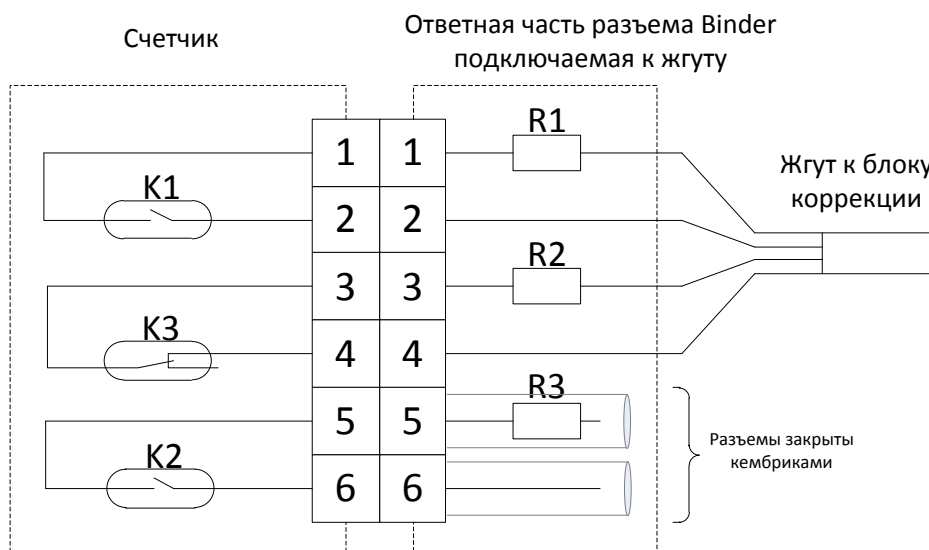 Счетчик
Ответная часть разъема Binder
подключаемая к жгуту
R1
1 1
Жгут к блоку
коррекции
K1
2 2
R2
3 3
K3
4 4
R3
5 5
Разъемы закрыты
кембриками
K2
6 6